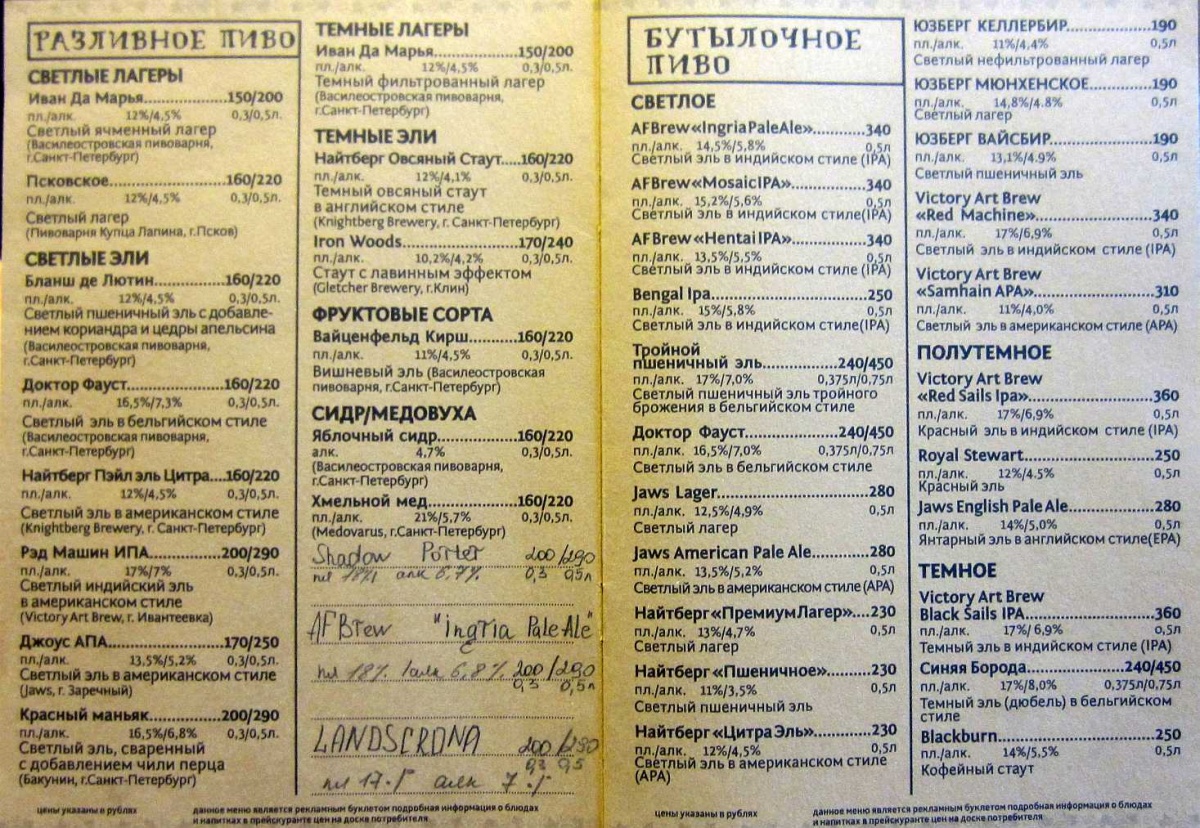 РАЗЛИВНОЕ ПИВО
СВЕТЛЫЕ ЛАГЕРЫ
Иван Да Марья..................150/200
пл./алк. 12%/4,5% 0,3/0,5л.
Светлый ячменный лагер
(Василеостровская пивоварня,
г.Санкт-Петербург)
Псковское.........................160/220
пл./алк. 12%/4,5% 0,3/0,5л.
Светлый лагер
(Пивоварня Купца Лапина, г.Псков)
СВЕТЛЫЕ ЭЛИ
Бланш де Лютин................160/220
пл./алк. 12%/4,5% 0,3/0,5л.
Светлый пшеничный эль с добавле-
нием кориандра и цедры апельсина
(Василеостровская пивоварня,
г.Санкт-Петербург)
Доктор Фауст....................160/220
пл./алк. 16,5%/7,3% 0,3/0,5л.
Светлый эль в бельгийском стиле
(Василеостровская пивоварня,
г.Санкт-Петербург)
Найтберг Пэйл эль Цитра....160/220
пл./алк. 12%/4,5% 0,3/0,5л.
Светлый эль в американском стиле
(Knightberg Brewery, г. Санкт-Петербург)
Рэд Машин ИПА................200/290
пл./алк. 17%/7% 0,3/0,5л.
Светлый индийский эль
в американском стиле
(Victory Art Brew, г. Ивантеевка)
Джоус АПА.......................170/250
пл./алк. 13,5%/5,2% 0,3/0,5л.
Светлый эль в американском стиле
(Jaws, г. Заречный)
Красный маньяк................200/290
пл./алк. 16,5%/6,8% 0,3/0,5л.
Светлый эль, сваренный
с добавлением чили перца
(Бакунин, г.Санкт-Петербург)
ТЕМНЫЕ ЛАГЕРЫ
Иван Да Марья..................150/200
пл./алк. 12%/4,5% 0,3/0,5л.
Темный фильтрованный лагер
(Василеостровская пивоварня,
г.Санкт-Петербург)
ТЕМНЫЕ ЭЛИ
Найтберг Овсяный Стаут....160/220
пл./алк. 12%/4,1% 0,3/0,5л.
Темный овсяный стаут
в английском стиле
(Knightberg Brewery, г. Санкт-Петербург)
Iron Woods.......................170/240
пл./алк. 10,2%/4,2% 0,3/0,5л.
Стаут с лавинным эффектом
(Gletcher Brewery, г.Клин)
ФРУКТОВЫЕ СОРТА
Вайценфельд Кирш............160/220
пл./алк. 11%/4,5% 0,3/0,5л.
Вишневый эль (Василеостровская
пивоварня, г.Санкт-Петербург)
СИДР/МЕДОВУХА
Яблочный сидр.................160/220
алк. 4,7% 0,3/0,5л.
(Василеостровская пивоварня,
г.Санкт-Петербург)
Хмельной мед...................160/220
пл./алк. 21%/5,7% 0,3/0,5л.
(Medovarus, г.Санкт-Петербург)
Shadow Porter 200/290
пл 18% алк 6,7% 0,3 0,5л
AFBrew "Ingria Pale Ale"
пл 18% /алк 6,8% 200/290
0,3 0,5л
LANDSCRONA 200/290
0,3 0,5
пл 17% алк 7%
цены указаны в рублях
данное меню является рекламным буклетом подробная информация о блюдах
и напитках в прейскуранте цен на доске потребителя
БУТЫЛОЧНОЕ
ПИВО
СВЕТЛОЕ
AFBrew «IngriaPaleAle»..........340
пл./алк. 14,5%/5,8% 0,5л
Светлый эль в индийском стиле (IPA)
AFBrew «MosaicIPA»...............340
пл./алк. 15,2%/5,6% 0,5л
Светлый эль в индийском стиле(IPA)
AFBrew «HentaiIPA»...............340
пл./алк. 13,5%/5,5% 0,5л
Светлый эль в индийском стиле (IPA)
Bengal Ipa...............................250
пл./алк. 15%/5,8% 0,5л
Светлый эль в индийском стиле(IPA)
Тройной
пшеничный эль................240/450
пл./алк. 17%/7,0% 0,375л/0,75л
Светлый пшеничный эль тройного
брожения в бельгийском стиле
Доктор Фауст....................240/450
пл./алк. 16,5%/7,0% 0,375л/0,75л
Светлый эль в бельгийском стиле
Jaws Lager..............................280
пл./алк. 12,5%/4,9% 0,5л
Светлый лагер
Jaws American Pale Ale............280
пл./алк. 13,5%/5,2% 0,5л
Светлый эль в американском стиле (APA)
Найтберг «Премиум Лагер»....230
пл./алк. 13%/4,7% 0,5л
Светлый лагер
Найтберг «Пшеничное»..........230
пл./алк. 11%/3,5% 0,5л
Светлый пшеничный эль
Найтберг «Цитра Эль»...........230
пл./алк. 12%/4,5% 0,5л
Светлый эль в американском стиле
(APA)
ЮЗБЕРГ КЕЛЛЕРБИР................190
пл./алк. 11%/4,4% 0,5л
Светлый нефильтрованный лагер
ЮЗБЕРГ МЮНХЕНСКОЕ............190
пл./алк. 14,8%/4.8% 0,5л
Светлый лагер
ЮЗБЕРГ ВАЙСБИР...................190
пл./алк. 13,1%/4.9% 0,5л
Светлый пшеничный эль
Victory Art Brew
«Red Machine»........................340
пл./алк. 17%/6,9% 0,5л
Светлый эль в индийском стиле (IPA)
Victory Art Brew
«Samhain APA»........................310
пл./алк. 11%/4,0% 0,5л
Светлый эль в американском стиле (APA)
ПОЛУТЕМНОЕ
Victory Art Brew
«Red Sails Ipa»........................360
пл./алк. 17%/6,9% 0,5л
Красный эль в индийском стиле (IPA)
Royal Stewart..........................250
пл./алк. 12%/4.5% 0,5л
Красный эль
Jaws English Pale Ale...............280
пл./алк. 14%/5,0% 0,5л
Янтарный эль в английском стиле(EPA)
ТЕМНОЕ
Victory Art Brew
Black Sails IPA.........................360
пл./алк. 17%/ 6,9% 0,5л
Темный эль в индийском стиле (IPA)
Синяя Борода...................240/450
пл./алк. 17%/8,0% 0,375л/0,75л
Темный эль (дюбель) в бельгийском
стиле
Blackburn................................250
пл./алк. 14%/5,5% 0,5л
Кофейный стаут
цены указаны в рублях
данное меню является рекламным буклетом подробная информация о блюдах
и напитках в прейскуранте цен на доске потребителя